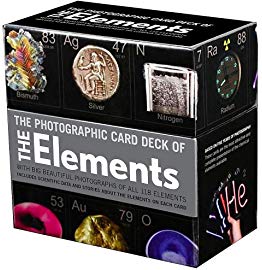 83
Ag
47
N
Ra
88
Bismuth
Silver
Nitrogen
Radium
THE PHOTOGRAPHIC CARD DECK OF
THE Elements
WITH BIG BEAUTIFUL PHOTOGRAPHS OF ALL 118 ELEMENTS
INCLUDES SCIENTIFIC DATA AND STORIES ABOUT THE ELEMENTS ON EACH CARD
53
Au
79
O
He